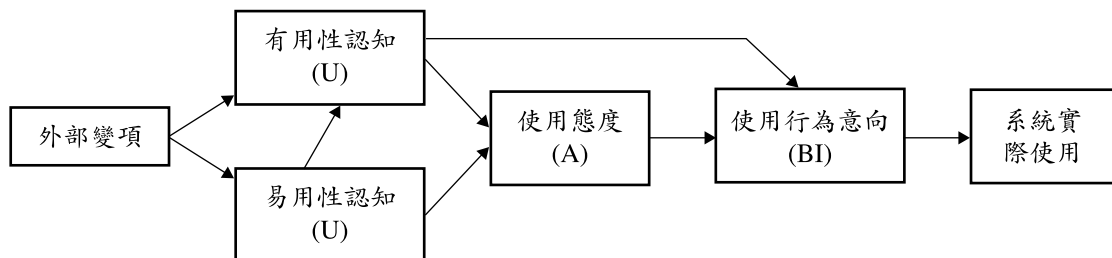 有用性認知
(U)
外部變項
易用性認知
(U)
使用態度
(A)
使用行為意向
(BI)
系統實
際使用